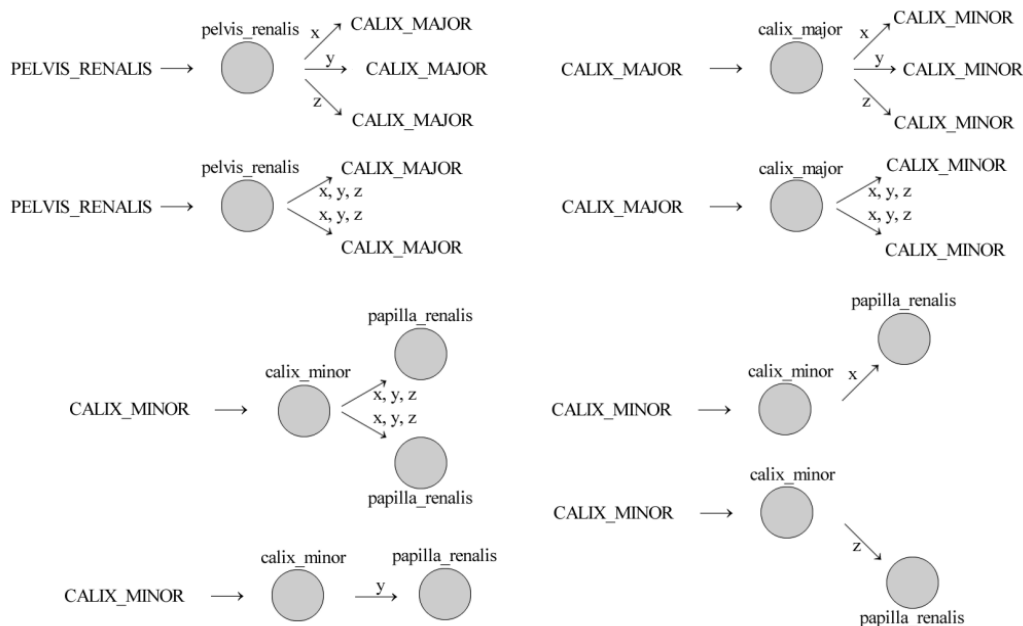 pelvis_renalis
x
CALIX_MAJOR
PELVIS_RENALIS
y
CALIX_MAJOR
z
CALIX_MAJOR
calix_major
x
CALIX_MINOR
CALIX_MAJOR
y
CALIX_MINOR
z
CALIX_MINOR
pelvis_renalis
CALIX_MAJOR
x, y, z
PELVIS_RENALIS
x, y, z
CALIX_MAJOR
calix_major
CALIX_MINOR
x, y, z
CALIX_MAJOR
x, y, z
CALIX_MINOR
papilla_renalis
calix_minor
x, y, z
CALIX_MINOR
x, y, z
papilla_renalis
papilla_renalis
calix_minor
x
CALIX_MINOR
calix_minor
CALIX_MINOR
z
papilla_renalis
calix_minor
papilla_renalis
CALIX_MINOR
y